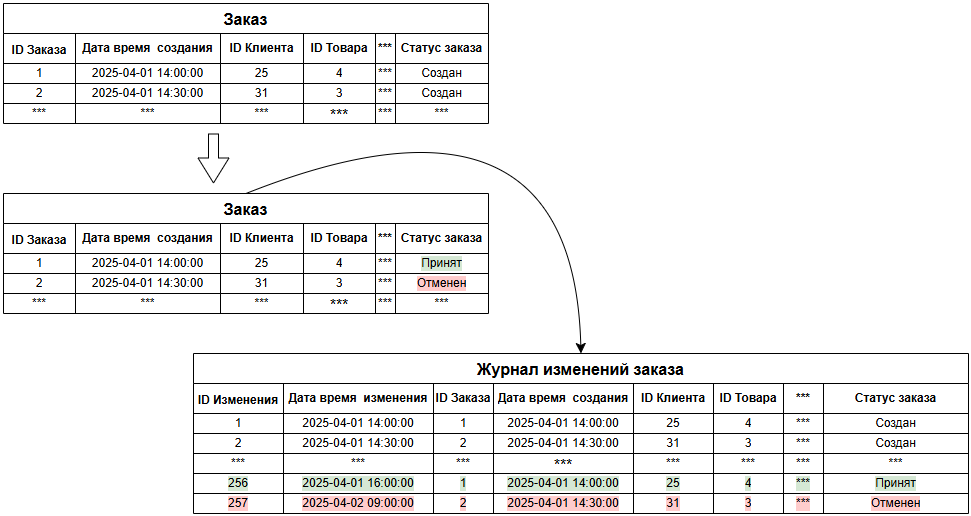 Заказ
ID Заказа Дата время создания ID Клиента ID Товара *** Статус заказа
1 2025-04-01 14:00:00 25 4 *** Создан
2 2025-04-01 14:30:00 31 3 *** Создан
*** *** *** *** *** ***
Заказ
ID Заказа Дата время создания ID Клиента ID Товара *** Статус заказа
1 2025-04-01 14:00:00 25 4 *** Принят
2 2025-04-01 14:30:00 31 3 *** Отменен
*** *** *** *** *** ***
Журнал изменений заказа
ID Изменения Дата время изменения ID Заказа Дата время создания ID Клиента ID Товара *** Статус заказа
1 2025-04-01 14:00:00 1 2025-04-01 14:00:00 25 4 *** Создан
2 2025-04-01 14:30:00 2 2025-04-01 14:30:00 31 3 *** Создан
*** *** *** *** *** *** *** ***
256 2025-04-01 16:00:00 1 2025-04-01 14:00:00 25 4 *** Принят
257 2025-04-02 09:00:00 2 2025-04-01 14:30:00 31 3 *** Отменен